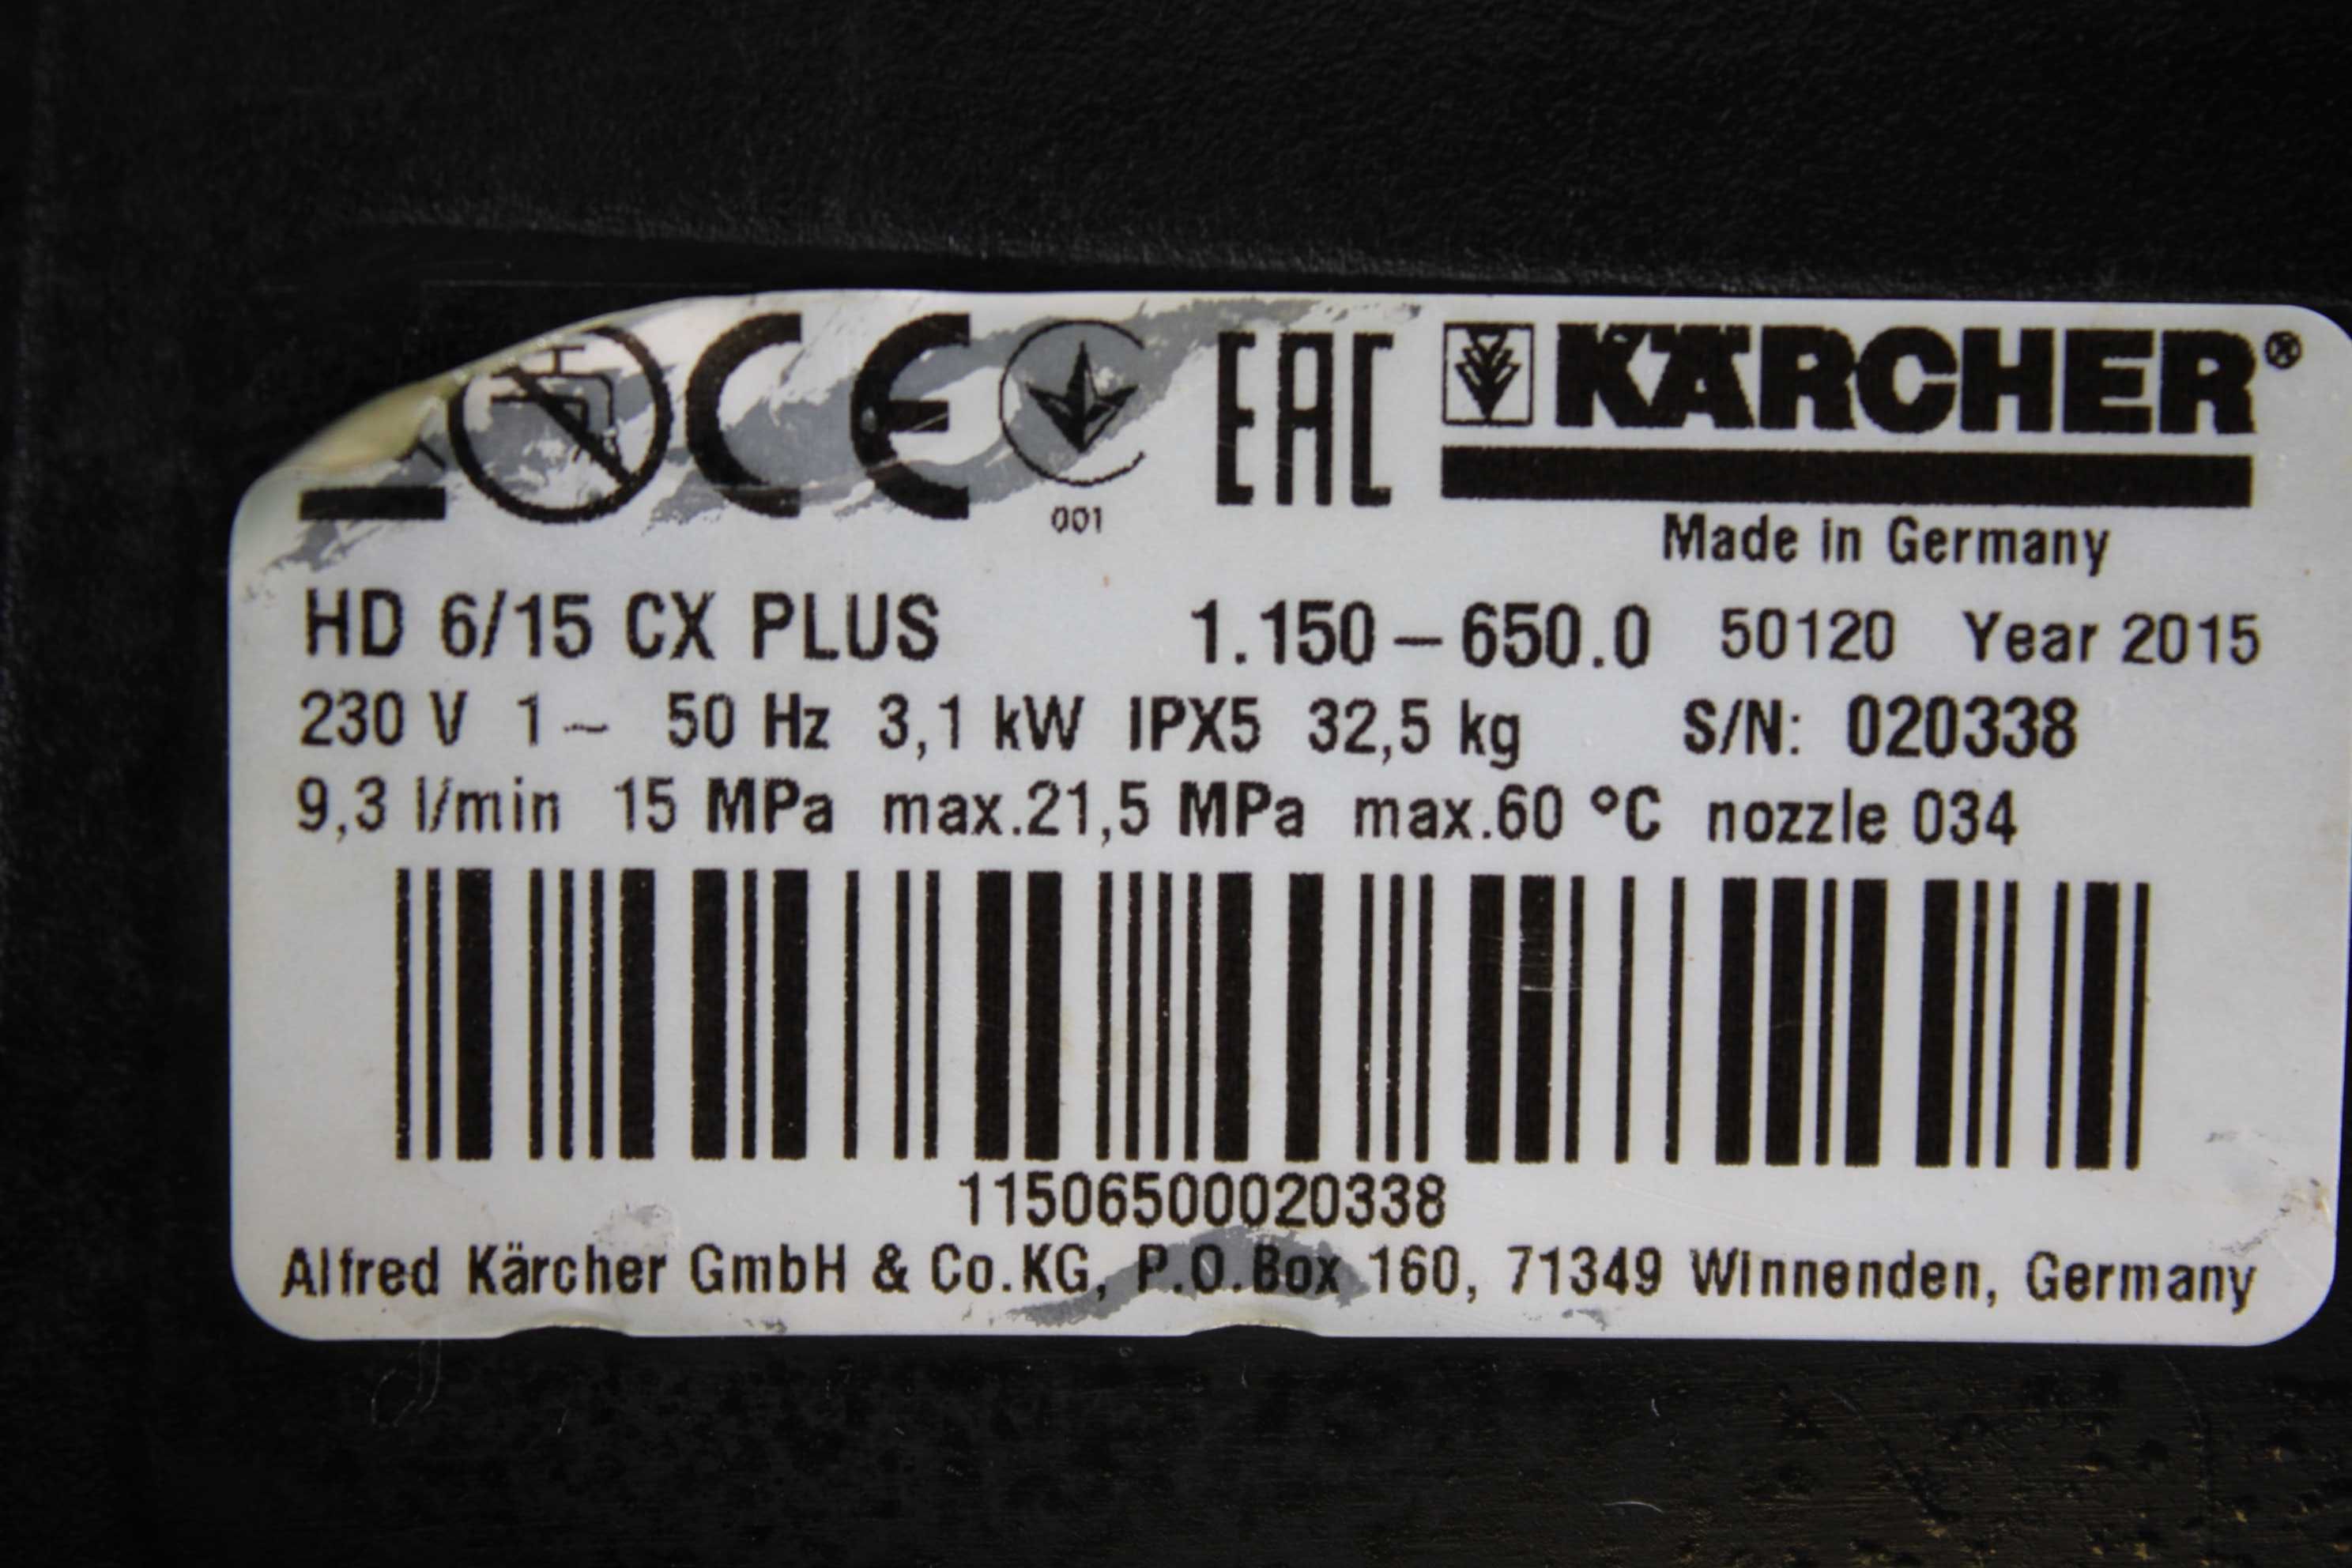 CE 001 EAC KÄRCHER®
Made in Germany
HD 6/15 CX PLUS 1.150-650.0 50120 Year 2015
230 V 1~ 50 Hz 3,1 kW IPX5 32,5 kg S/N: 020338
9,3 l/min 15 MPa max.21,5 MPa max.60 °C nozzle 034
11506500020338
Alfred Kärcher GmbH & Co.KG, P.O.Box 160, 71349 Winnenden, Germany